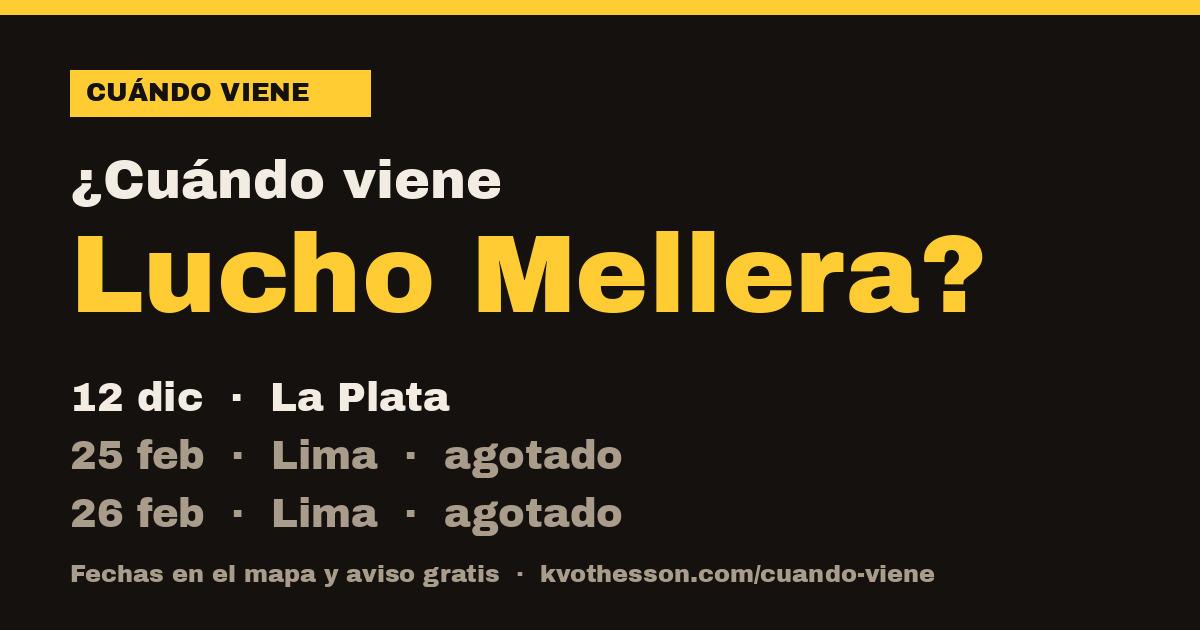 CUÁNDO VIENE
¿Cuándo viene
Lucho Mellera?
12 dic · La Plata
25 feb · Lima · agotado
26 feb · Lima · agotado
Fechas en el mapa y aviso gratis · kvothesson.com/cuando-viene